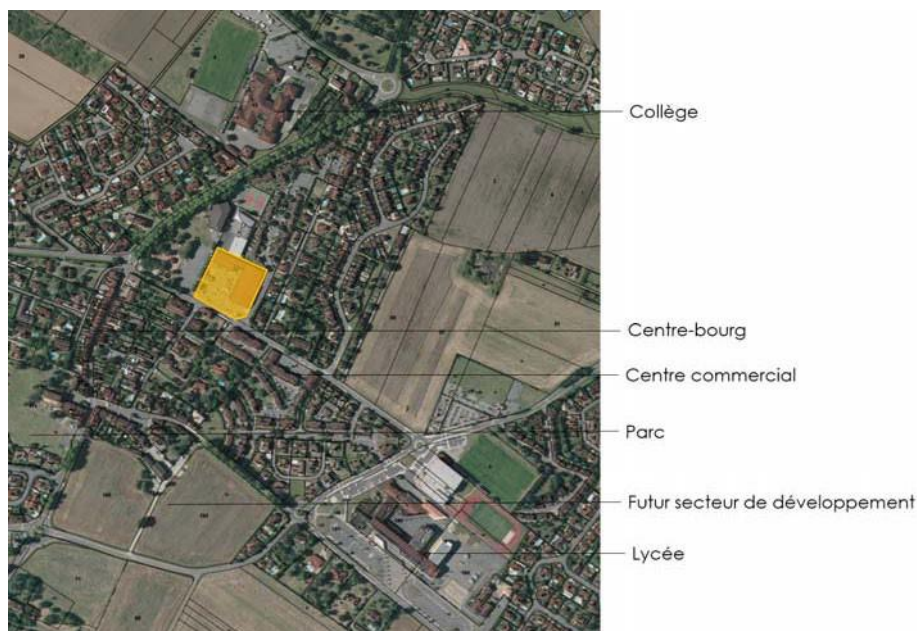 Collège
Centre-bourg
Centre commercial
Parc
Futur secteur de développement
Lycée